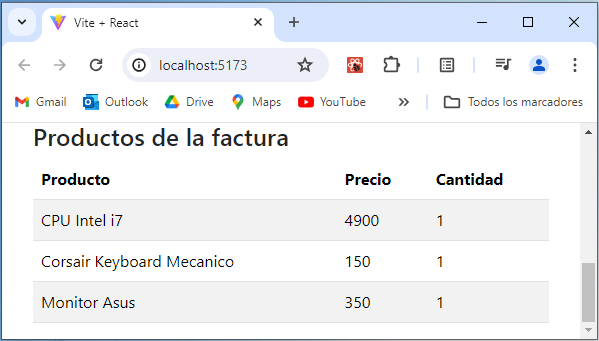 Vite + React
localhost:5173
Gmail Outlook Drive Maps YouTube Todos los marcadores
Productos de la factura
Producto Precio Cantidad
CPU Intel i7 4900 1
Corsair Keyboard Mecanico 150 1
Monitor Asus 350 1